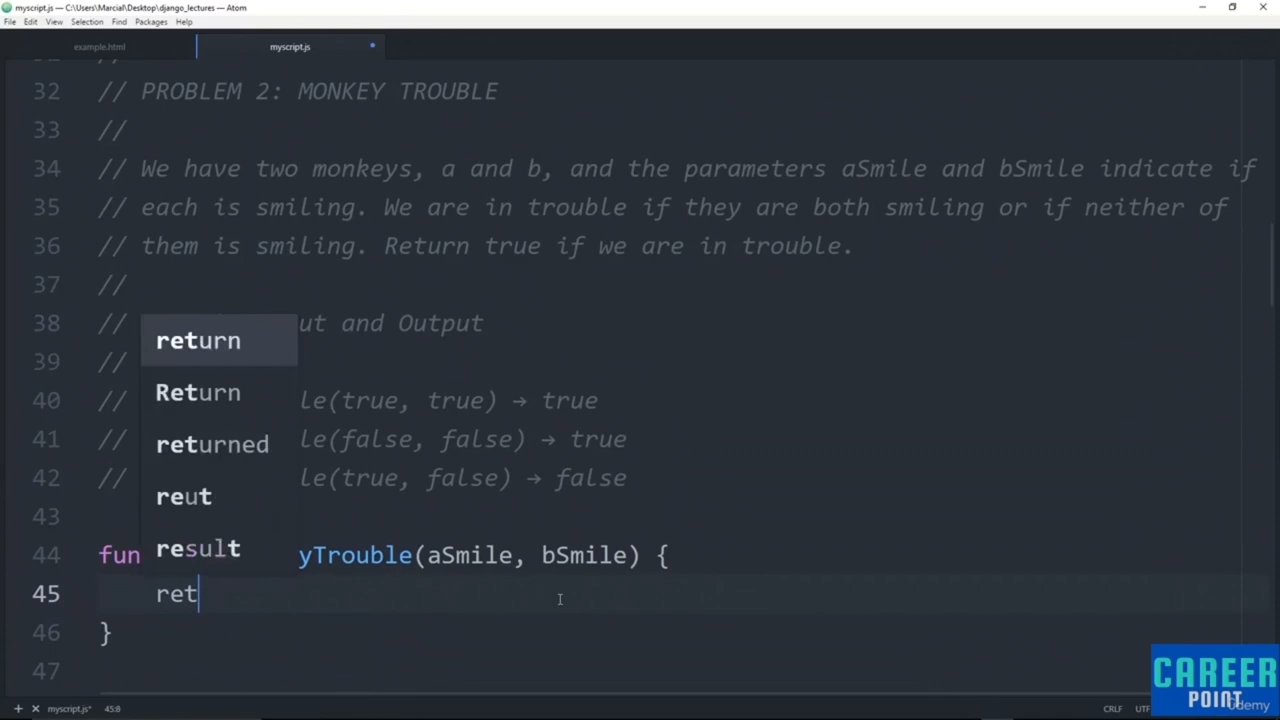 myscript.js — C:\Users\Marcial\Desktop\django_lectures — Atom
File Edit View Selection Find Packages Help
example.html myscript.js
32 // PROBLEM 2: MONKEY TROUBLE
33 //
34 // We have two monkeys, a and b, and the parameters aSmile and bSmile indicate if
35 // each is smiling. We are in trouble if they are both smiling or if neither of
36 // them is smiling. Return true if we are in trouble.
37 //
38 // ut and Output
return
39 //
Return
40 // le(true, true) → true
returned
41 // le(false, false) → true
42 // le(true, false) → false
reut
43
result
44 fun yTrouble(aSmile, bSmile) {
45 ret
46 }
47
CAREER
POINT
Udemy
myscript.js* 45:8 CRLF UTF